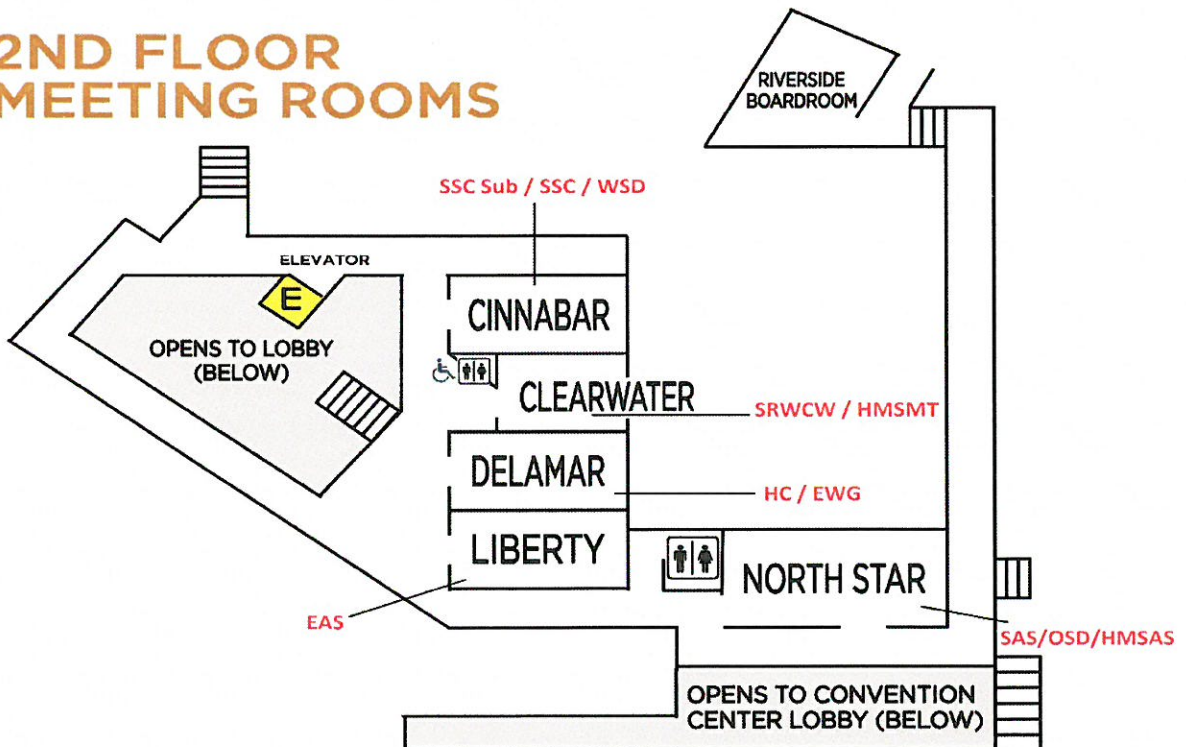 2ND FLOOR
MEETING ROOMS
RIVERSIDE
BOARDROOM
SSC Sub / SSC / WSD
ELEVATOR
E
CINNABAR
OPENS TO LOBBY
(BELOW)
CLEARWATER
SRWCW / HMSMT
DELAMAR
HC / EWG
LIBERTY
NORTH STAR
EAS
SAS/OSD/HMSAS
OPENS TO CONVENTION
CENTER LOBBY (BELOW)